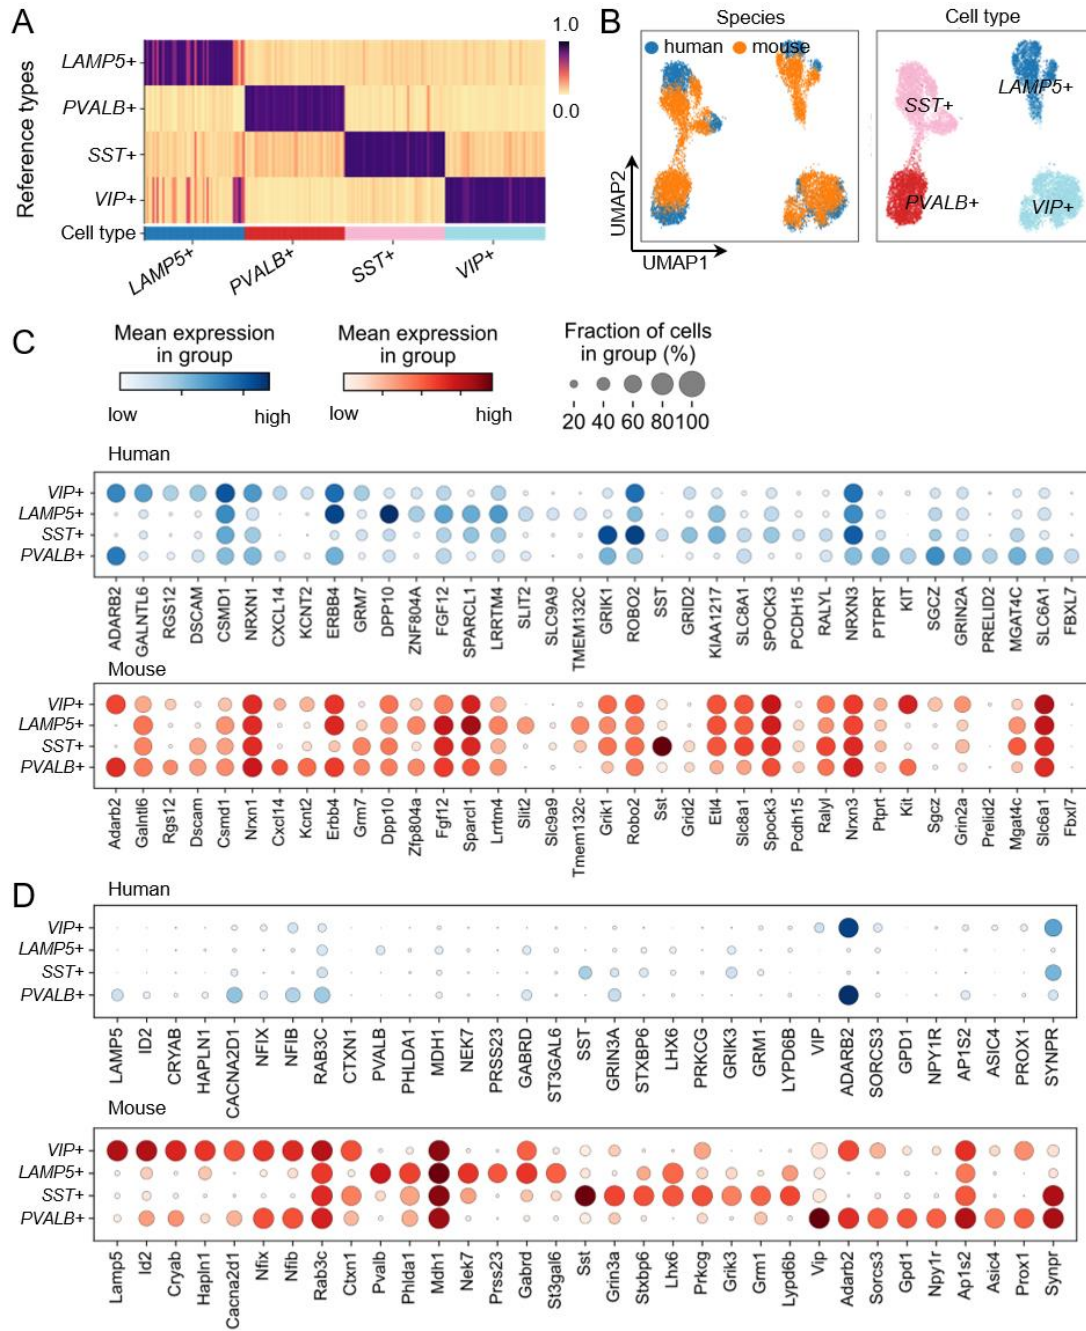 A
Reference types
LAMP5+
PVALB+
SST+
VIP+
Cell type
LAMP5+ PVALB+ SST+ VIP+
1.0
0.0
B
Species
human mouse
UMAP2
UMAP1
Cell type
LAMP5+
SST+
PVALB+
VIP+
C
Mean expression
in group
low high
Mean expression
in group
low high
Fraction of cells
in group (%)
20 40 60 80 100
Human
VIP+
LAMP5+
SST+
PVALB+
ADARB2 GALNTL6 RGS12 DSCAM CSMD1 NRXN1 CXCL14 KCNT2 ERBB4 GRM7 DPP10 ZNF804A FGF12 SPARCL1 LRRTM4 SLIT2 SLC9A9 TMEM132C GRIK1 ROBO2 SST GRID2 KIAA1217 SLC8A1 SPOCK3 PCDH15 RALYL NRXN3 PTPRT KIT SGCZ GRIN2A PRELID2 MGAT4C SLC6A1 FBXL7
Mouse
VIP+
LAMP5+
SST+
PVALB+
Adarb2 Galntl6 Rgs12 Dscam Csmd1 Nrxn1 Cxcl14 Kcnt2 Erbb4 Grm7 Dpp10 Zfp804a Fgf12 Sparcl1 Lrrtm4 Slit2 Slc9a9 Tmem132c Grik1 Robo2 Sst Grid2 Etl4 Slc8a1 Spock3 Pcdh15 Ralyl Nrxn3 Ptprt Kit Sgcz Grin2a Prelid2 Mgat4c Slc6a1 Fbxl7
D
Human
VIP+
LAMP5+
SST+
PVALB+
LAMP5 ID2 CRYAB HAPLN1 CACNA2D1 NFIX NFIB RAB3C CTXN1 PVALB PHLDA1 MDH1 NEK7 PRSS23 GABRD ST3GAL6 SST GRIN3A STXBP6 LHX6 PRKCG GRIK3 GRM1 LYPD6B VIP ADARB2 SORCS3 GPD1 NPY1R AP1S2 ASIC4 PROX1 SYNPR
Mouse
VIP+
LAMP5+
SST+
PVALB+
Lamp5 Id2 Cryab Hapln1 Cacna2d1 Nfix Nfib Rab3c Ctxn1 Pvalb Phlda1 Mdh1 Nek7 Prss23 Gabrd St3gal6 Sst Grin3a Stxbp6 Lhx6 Prkcg Grik3 Grm1 Lypd6b Vip Adarb2 Sorcs3 Gpd1 Npy1r Ap1s2 Asic4 Prox1 Synpr